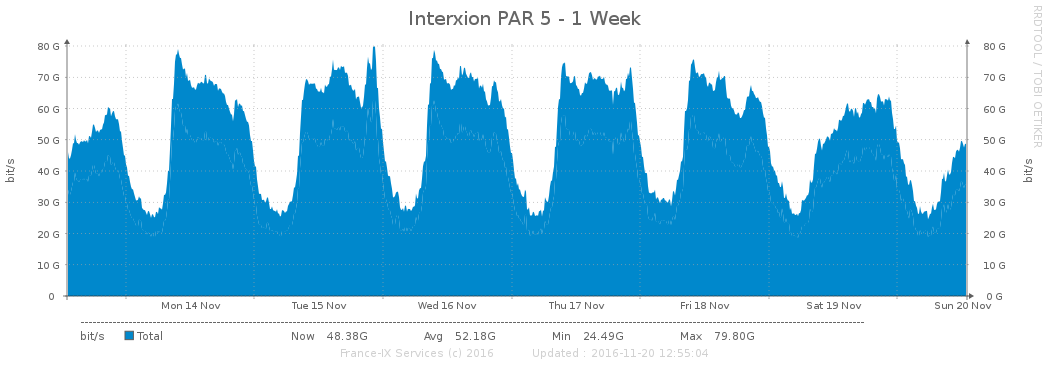 Interxion PAR 5 - 1 Week
RRDTOOL / TOBI OETIKER
bit/s
80 G 80 G
70 G 70 G
60 G 60 G
50 G 50 G
40 G 40 G
30 G 30 G
20 G 20 G
10 G 10 G
0 0 G
bit/s
Mon 14 Nov Tue 15 Nov Wed 16 Nov Thu 17 Nov Fri 18 Nov Sat 19 Nov Sun 20 Nov
bit/s Total Now 48.38G Avg 52.18G Min 24.49G Max 79.80G
France-IX Services (c) 2016 Updated : 2016-11-20 12:55:04